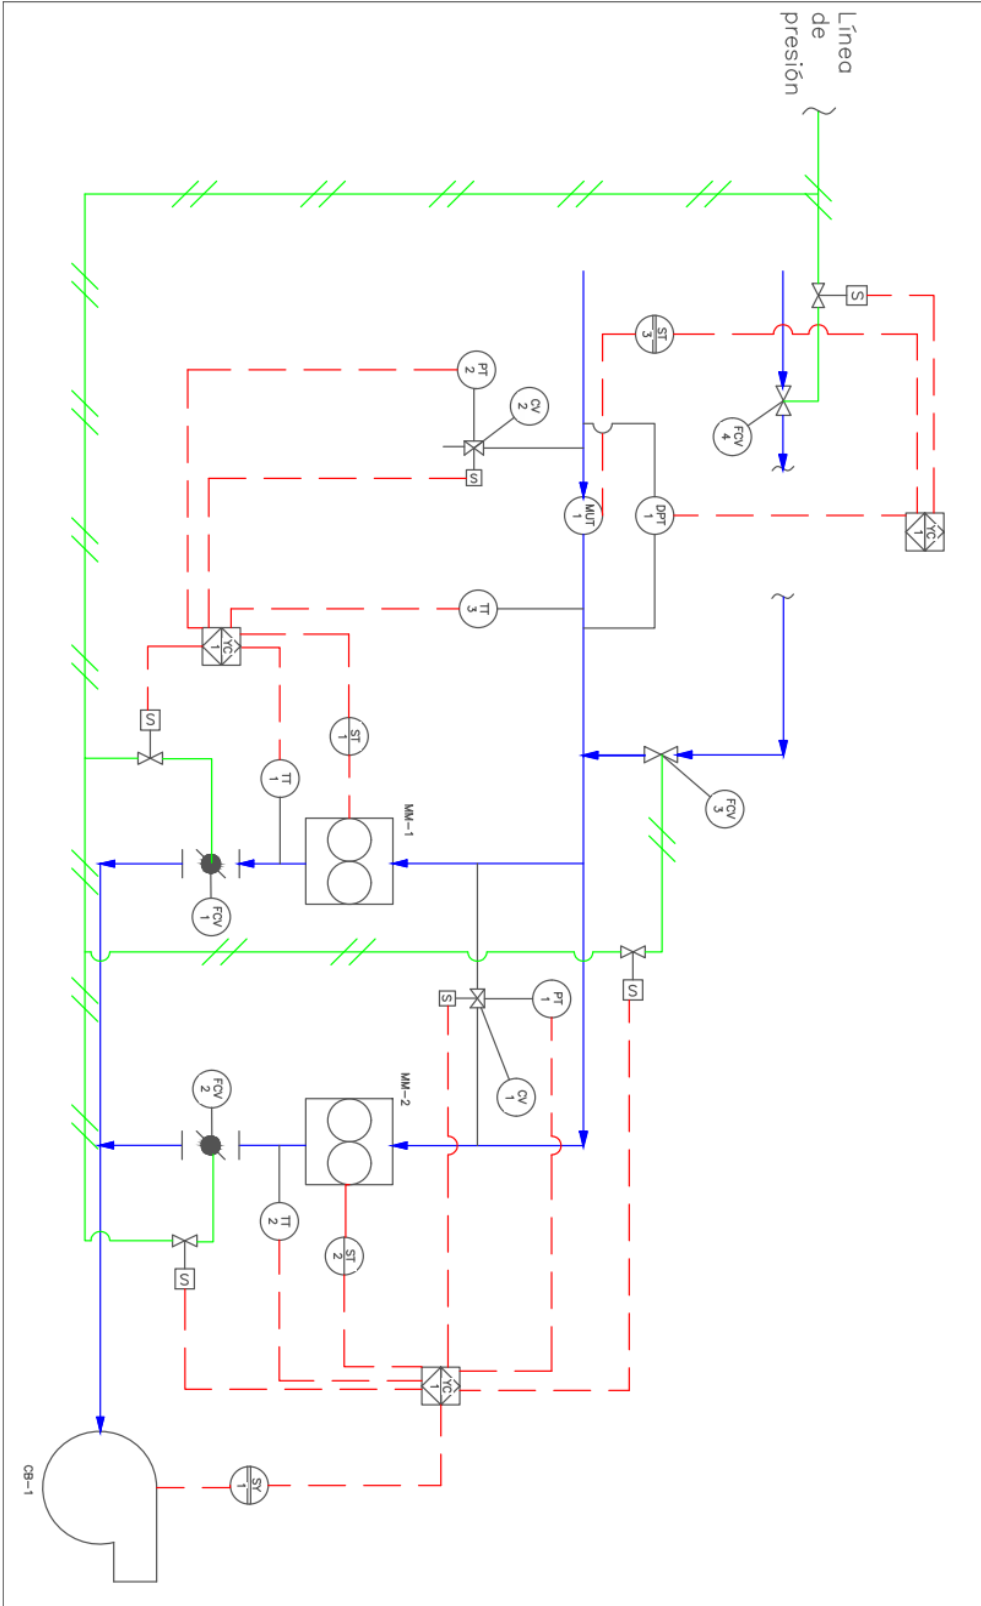 Línea
de
presión
S
ST
3
FCV
4
YC
1
PT
2
CV
2
S
MUT
1
DPT
1
TT
3
YC
1
S
ST
1
TT
1
MM-1
FCV
1
FCV
3
S
PT
1
S
CV
1
MM-2
FCV
2
TT
2
ST
2
S
YC
1
SY
1
CB-1